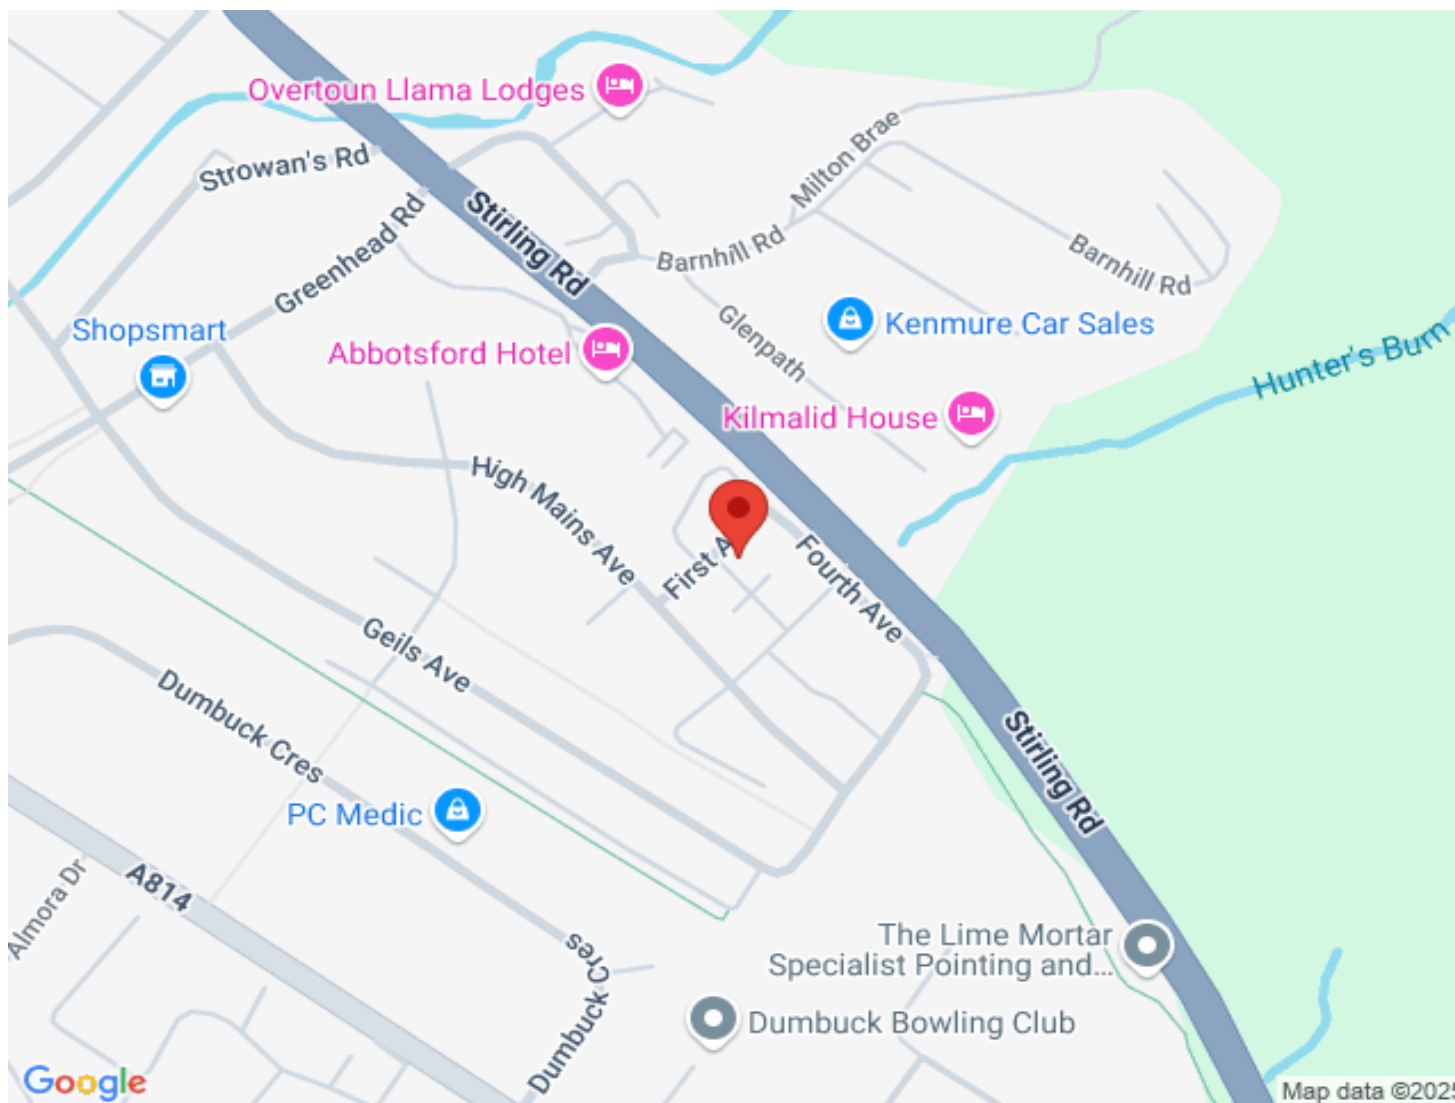 Overtoun Llama Lodges
Strowan's Rd
Milton Brae
Greenhead Rd
Stirling Rd
Barnhill Rd
Barnhill Rd
Shopsmart
Abbotsford Hotel
Glenpath
Kenmure Car Sales
Hunter's Burn
Kilmalid House
High Mains Ave
First A
Fourth Ave
Geils Ave
Dumbuck Cres
Stirling Rd
PC Medic
A814
Almora Dr
Dumbuck Cres
The Lime Mortar
Specialist Pointing and...
Dumbuck Bowling Club
Google
Map data ©2025